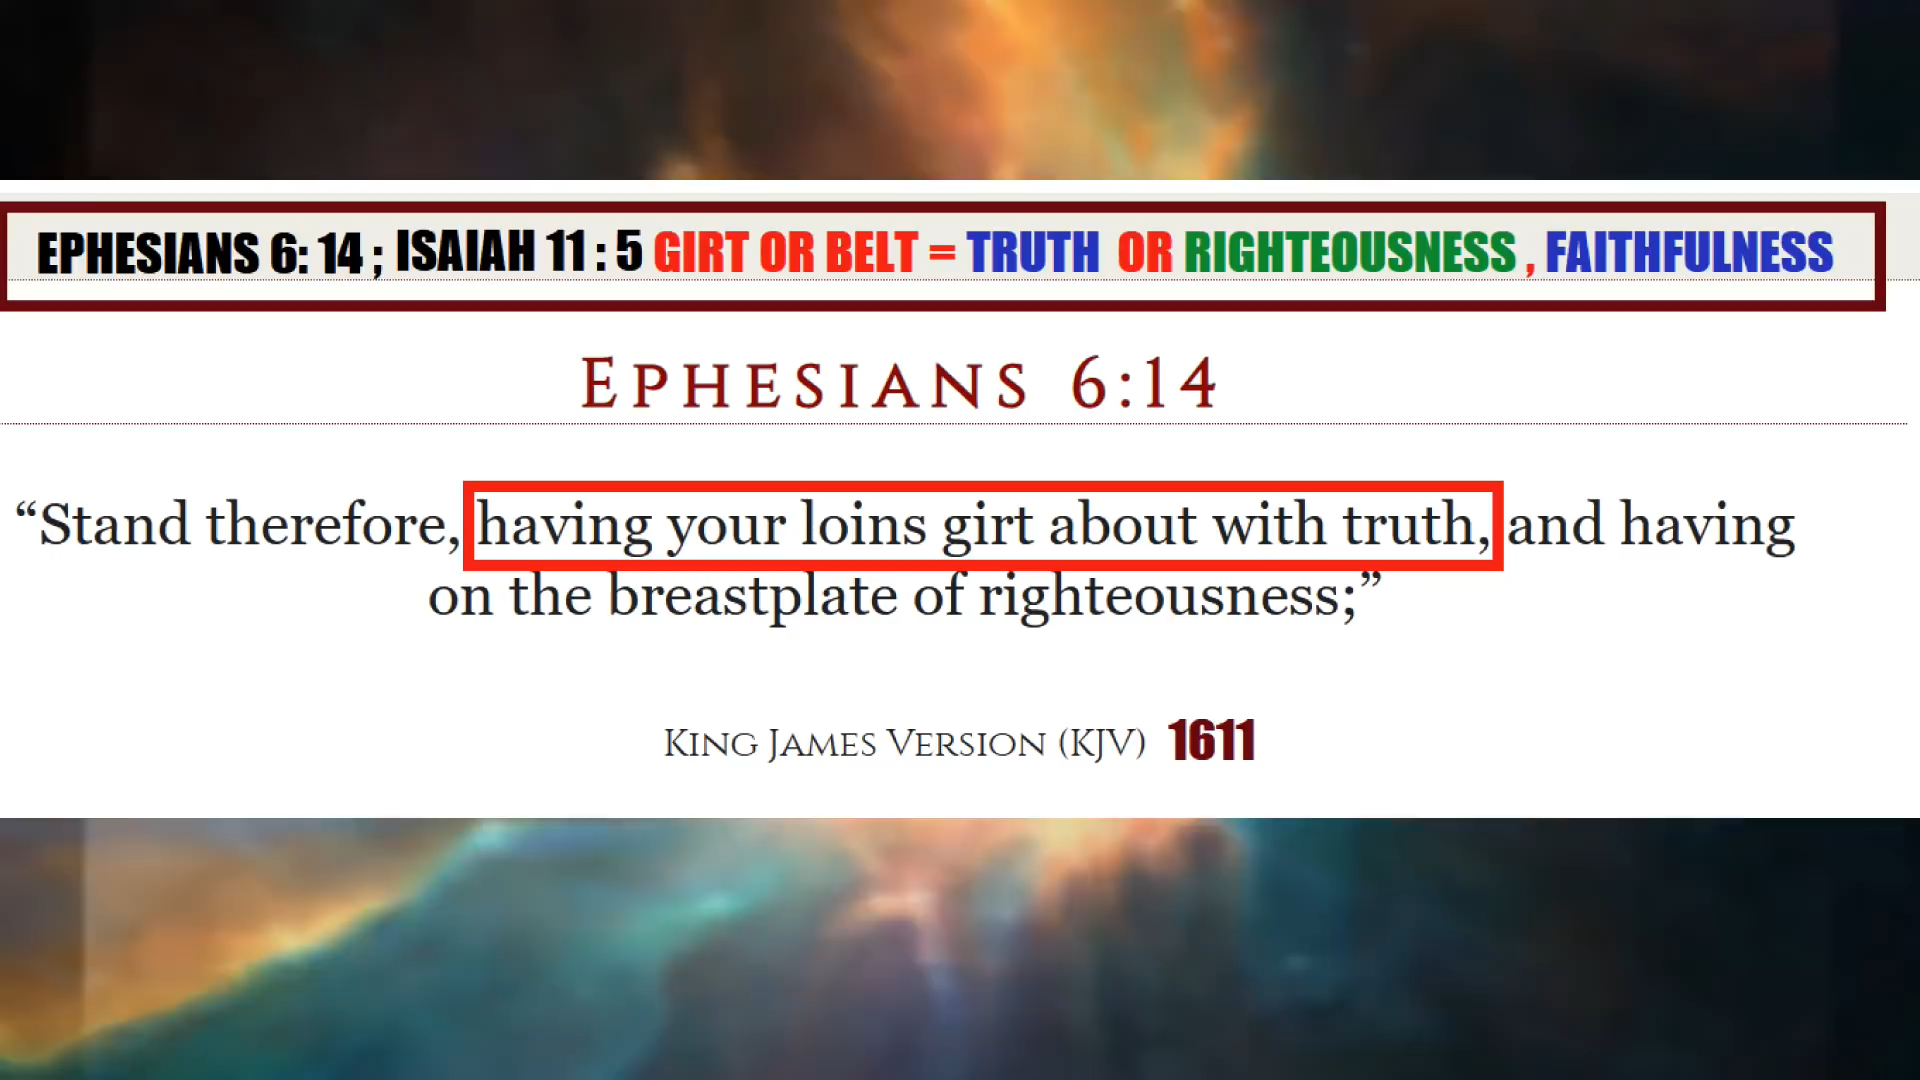 EPHESIANS 6: 14 ; ISAIAH 11 : 5 GIRT OR BELT = TRUTH OR RIGHTEOUSNESS , FAITHFULNESS
EPHESIANS 6:14
“Stand therefore, having your loins girt about with truth, and having
on the breastplate of righteousness;”
KING JAMES VERSION (KJV) 1611